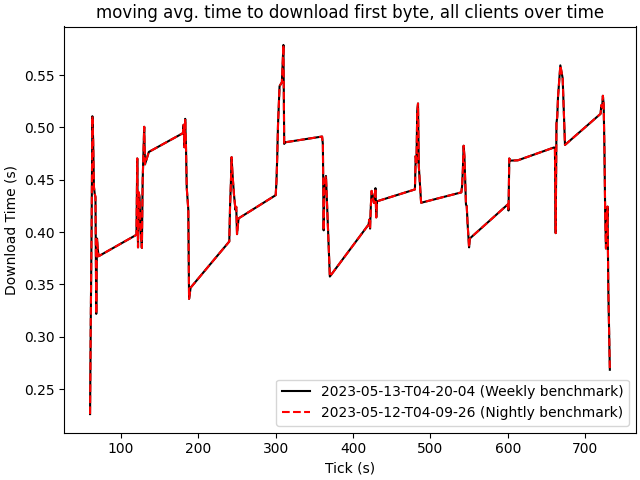 moving avg. time to download first byte, all clients over time
Download Time (s)
0.55
0.50
0.45
0.40
0.35
0.30
0.25
100 200 300 400 500 600 700
Tick (s)
2023-05-13-T04-20-04 (Weekly benchmark)
2023-05-12-T04-09-26 (Nightly benchmark)